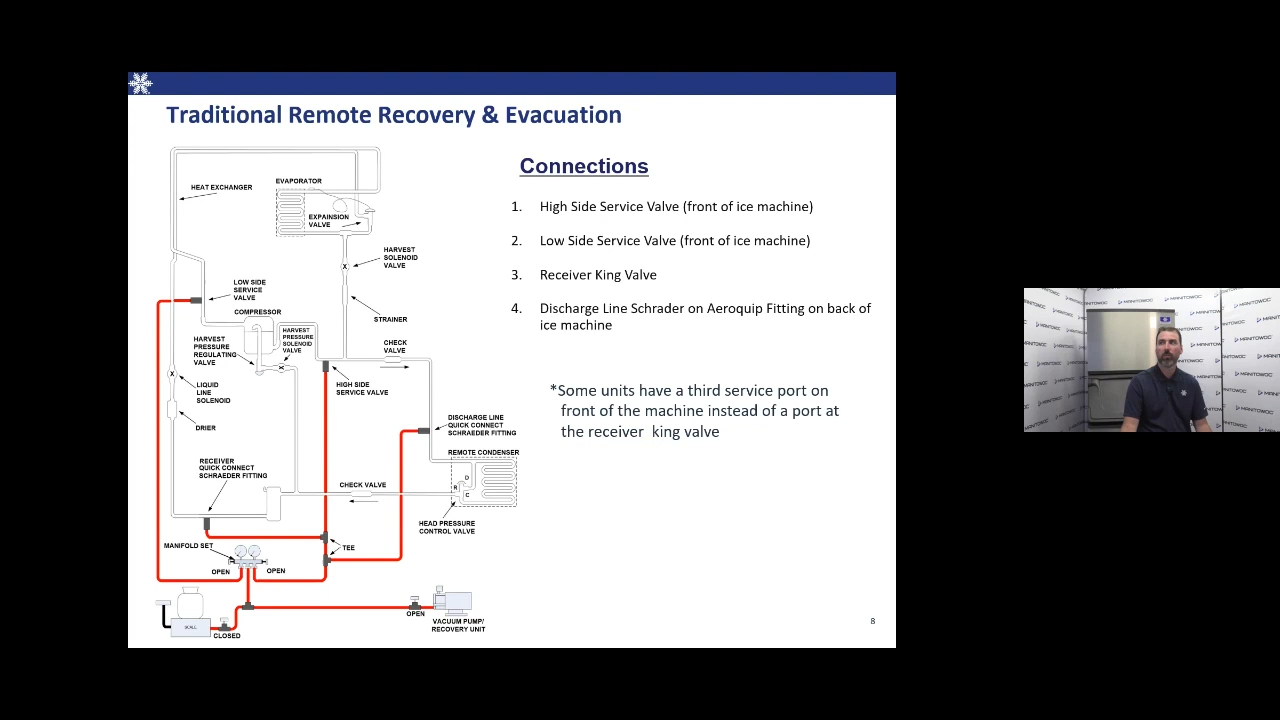 Traditional Remote Recovery & Evacuation
Connections
1. High Side Service Valve (front of ice machine)
2. Low Side Service Valve (front of ice machine)
3. Receiver King Valve
4. Discharge Line Schrader on Aeroquip Fitting on back of
ice machine
*Some units have a third service port on
front of the machine instead of a port at
the receiver king valve
HEAT EXCHANGER
EVAPORATOR
EXPAINSION
VALVE
HARVEST
SOLENOID
VALVE
LOW SIDE
SERVICE
VALVE
COMPRESSOR
STRAINER
HARVEST
PRESSURE
REGULATING
VALVE
HARVEST
PRESSURE
SOLENOID
VALVE
CHECK
VALVE
X
X
X
LIQUID
LINE
SOLENOID
HIGH SIDE
SERVICE VALVE
DRIER
DISCHARGE LINE
QUICK CONNECT
SCHRAEDER FITTING
RECEIVER
QUICK CONNECT
SCHRAEDER FITTING
REMOTE CONDENSER
D
R
C
CHECK VALVE
HEAD PRESSURE
CONTROL VALVE
MANIFOLD SET
TEE
OPEN
OPEN
SCALE
CLOSED
OPEN
VACUUM PUMP/
RECOVERY UNIT
8
MANITOWOC
MANITOWOC
MANITOWOC